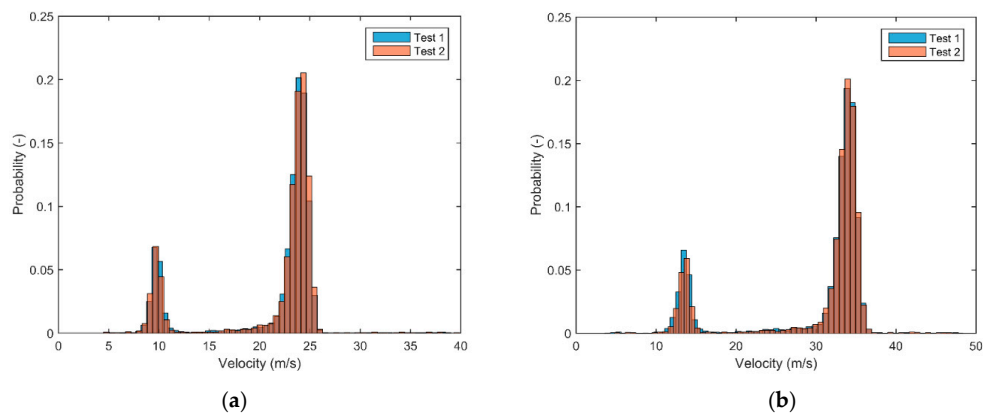 0.25
0.2
0.15
0.1
0.05
0
Probability (-)
0 5 10 15 20 25 30 35 40
Velocity (m/s)
Test 1
Test 2
(a)
0.25
0.2
0.15
0.1
0.05
0
Probability (-)
0 10 20 30 40 50
Velocity (m/s)
Test 1
Test 2
(b)